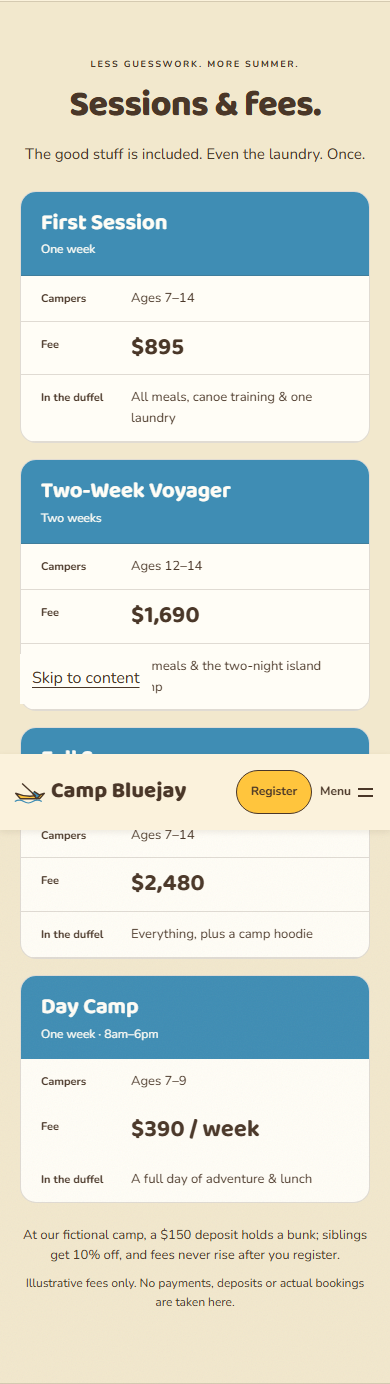 LESS GUESSWORK. MORE SUMMER.
Sessions & fees.
The good stuff is included. Even the laundry. Once.
First Session
One week
Campers Ages 7–14
Fee $895
In the duffel All meals, canoe training & one
laundry
Two-Week Voyager
Two weeks
Campers Ages 12–14
Fee $1,690
meals & the two-night island
Skip to content
Camp Bluejay Register Menu
Campers Ages 7–14
Fee $2,480
In the duffel Everything, plus a camp hoodie
Day Camp
One week · 8am–6pm
Campers Ages 7–9
Fee $390 / week
In the duffel A full day of adventure & lunch
At our fictional camp, a $150 deposit holds a bunk; siblings
get 10% off, and fees never rise after you register.
Illustrative fees only. No payments, deposits or actual bookings
are taken here.